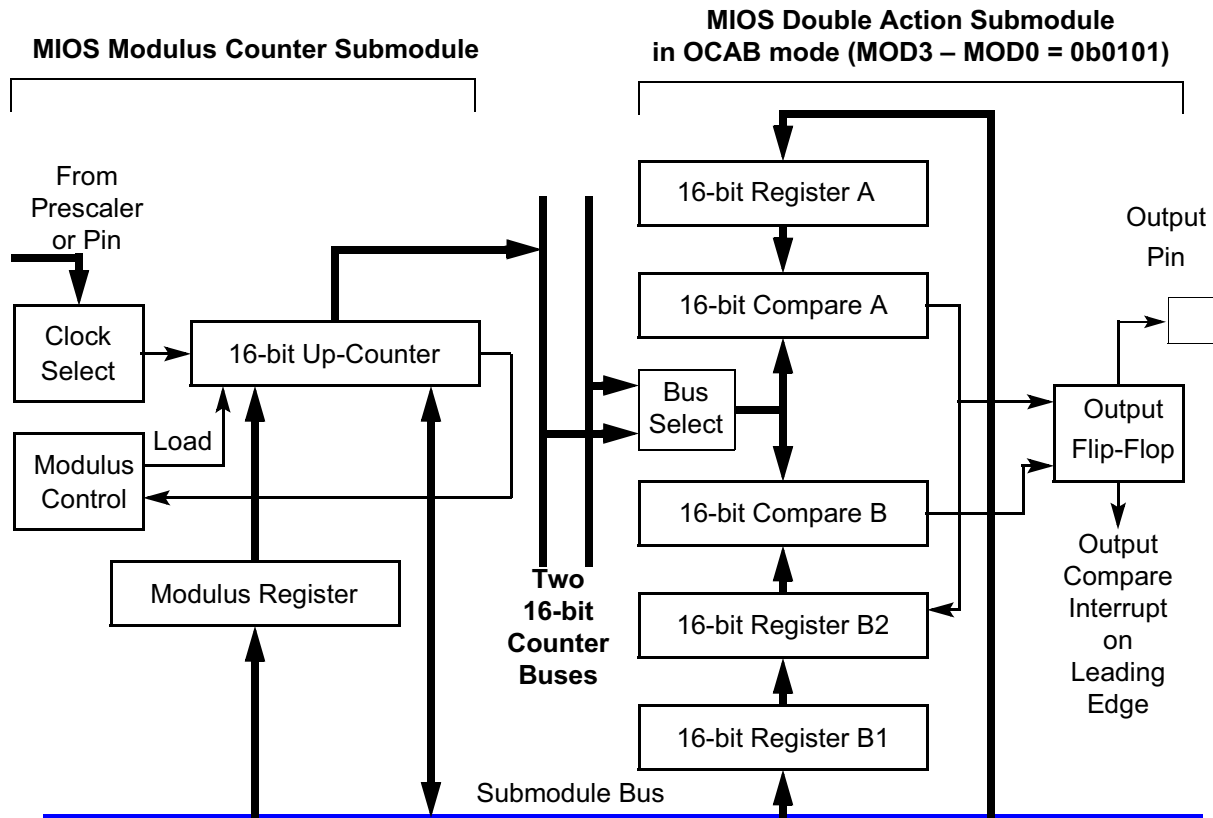 MIOS Modulus Counter Submodule
MIOS Double Action Submodule
in OCAB mode (MOD3 – MOD0 = 0b0101)
From
Prescaler
or Pin
Clock
Select
16-bit Up-Counter
Load
Modulus
Control
Modulus Register
Two
16-bit
Counter
Buses
16-bit Register A
16-bit Compare A
Bus
Select
16-bit Compare B
16-bit Register B2
16-bit Register B1
Output
Pin
Output
Flip-Flop
Output
Compare
Interrupt
on
Leading
Edge
Submodule Bus